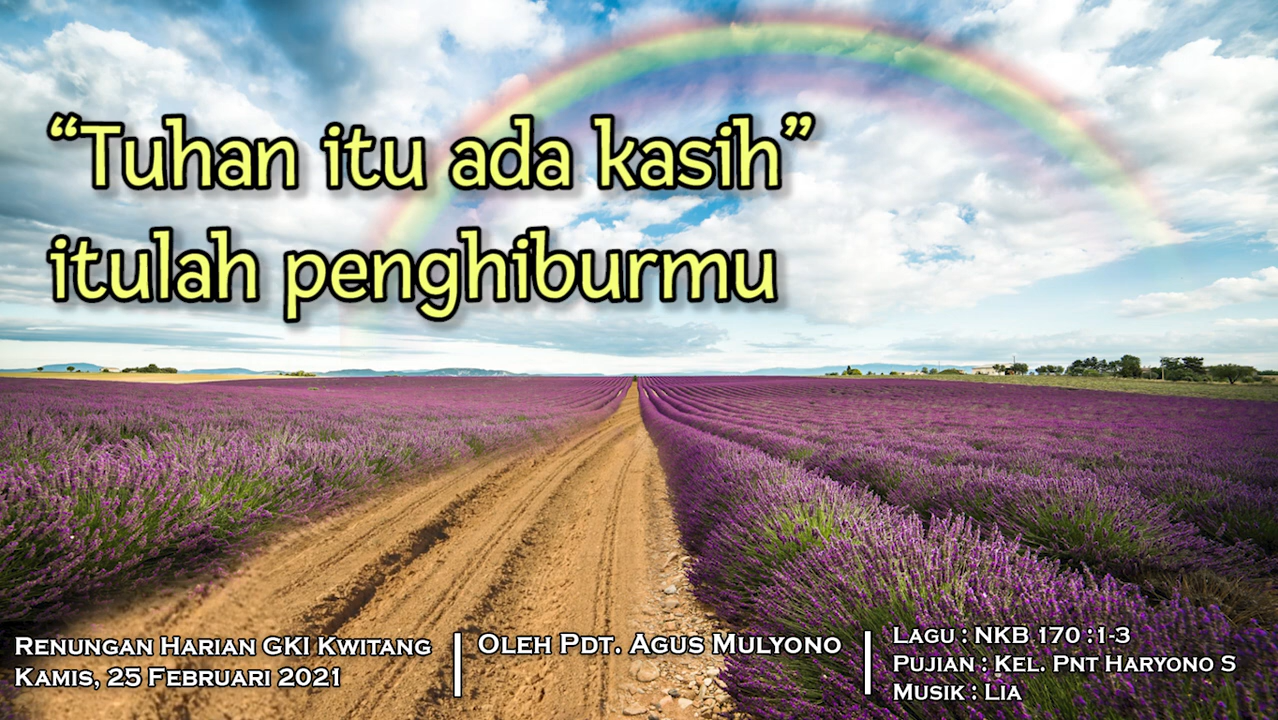 “Tuhan itu ada kasih”
itulah penghiburmu
Renungan Harian GKI Kwitang
Kamis, 25 Februari 2021
Oleh Pdt. Agus Mulyono
Lagu : NKB 170 :1-3
Pujian : Kel. Pnt Haryono S
Musik : Lia